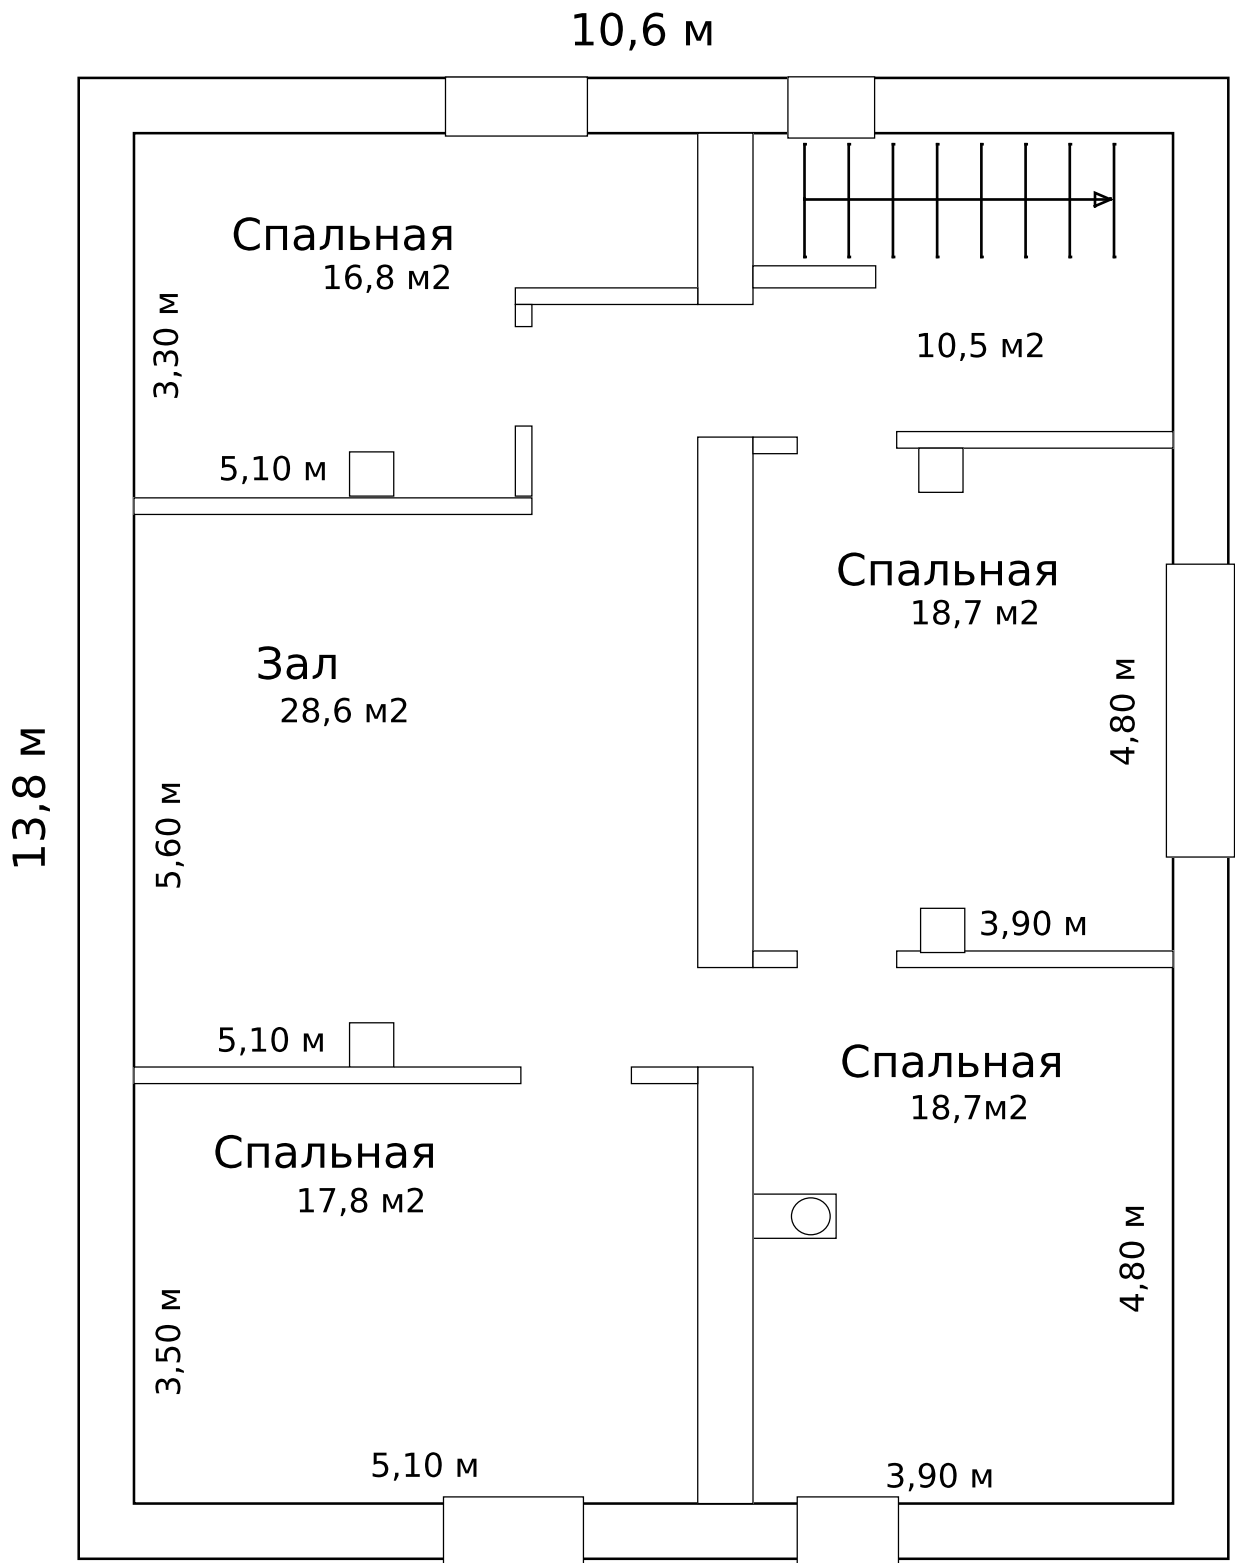 10,6 м
Спальная
16,8 м2
3,30 м
5,10 м
10,5 м2
Спальная
18,7 м2
4,80 м
3,90 м
Зал
28,6 м2
13,8 м
5,60 м
5,10 м
Спальная
18,7м2
4,80 м
3,90 м
Спальная
17,8 м2
3,50 м
5,10 м